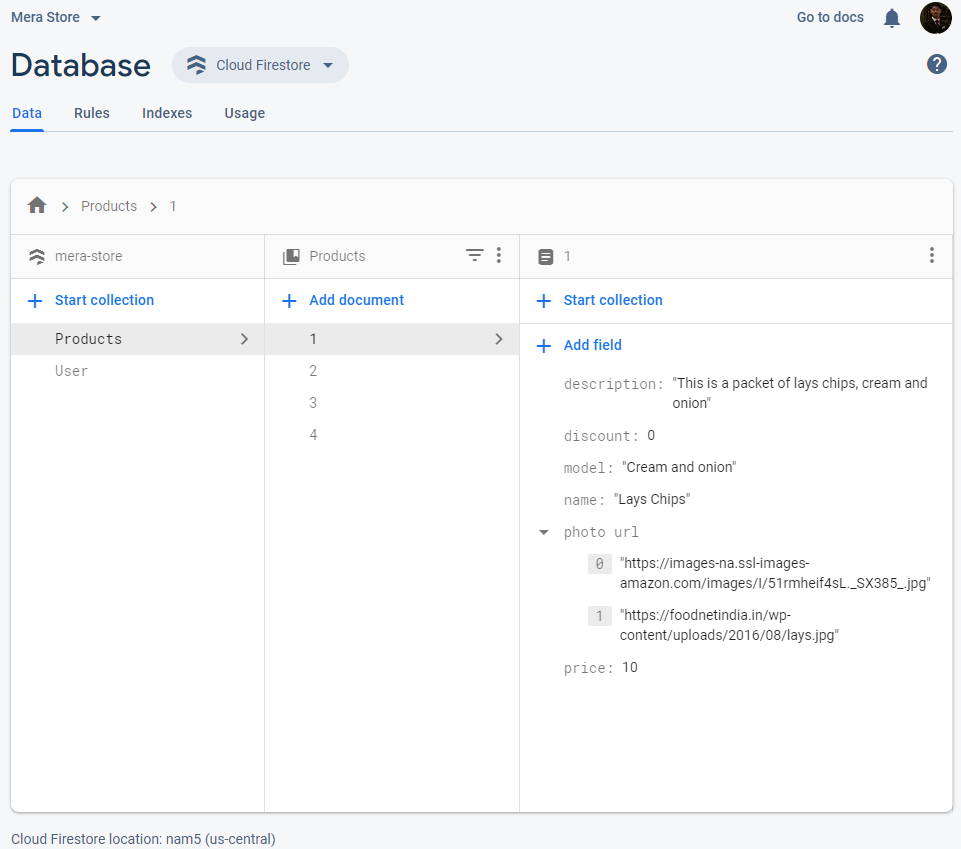 Mera Store
Go to docs
Database
Cloud Firestore
Data Rules Indexes Usage
Products 1
mera-store
Products
1
Start collection
Add document
Start collection
Products
User
1
2
3
4
Add field
description: "This is a packet of lays chips, cream and
onion"
discount: 0
model: "Cream and onion"
name: "Lays Chips"
photo url
0 "https://images-na.ssl-images-
amazon.com/images/I/51rmheif4sL._SX385_.jpg"
1 "https://foodnetindia.in/wp-
content/uploads/2016/08/lays.jpg"
price: 10
Cloud Firestore location: nam5 (us-central)